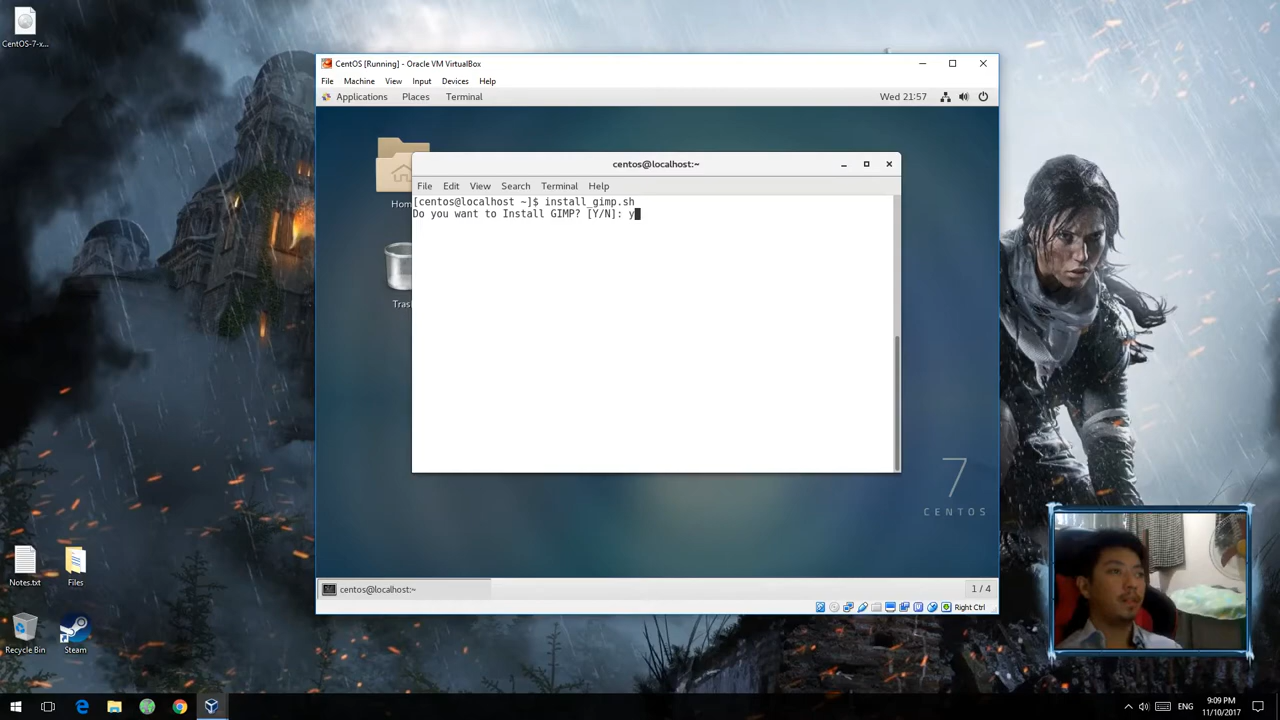 CentOS-7-x...
CentOS [Running] - Oracle VM VirtualBox
File Machine View Input Devices Help
Applications Places Terminal Wed 21:57
centos@localhost:~
File Edit View Search Terminal Help
[centos@localhost ~]$ install_gimp.sh
Do you want to Install GIMP? [Y/N]: y
Hom
Tras
7
CENTOS
Notes.txt Files
centos@localhost:~ 1 / 4
Right Ctrl
Recycle Bin Steam
ENG
9:09 PM
11/10/2017